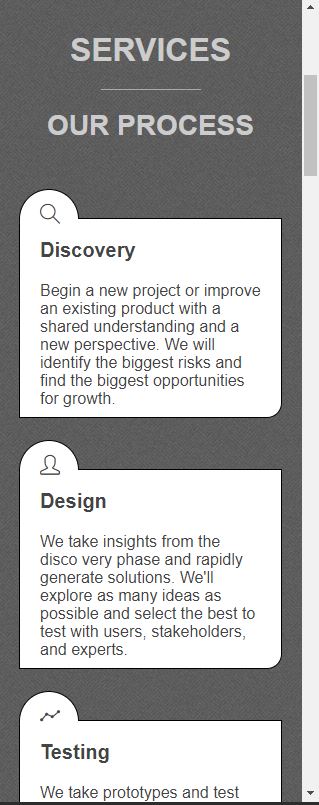 SERVICES
OUR PROCESS
Discovery
Begin a new project or improve
an existing product with a
shared understanding and a
new perspective. We will
identify the biggest risks and
find the biggest opportunities
for growth.
Design
We take insights from the
disco very phase and rapidly
generate solutions. We'll
explore as many ideas as
possible and select the best to
test with users, stakeholders,
and experts.
Testing
We take prototypes and test